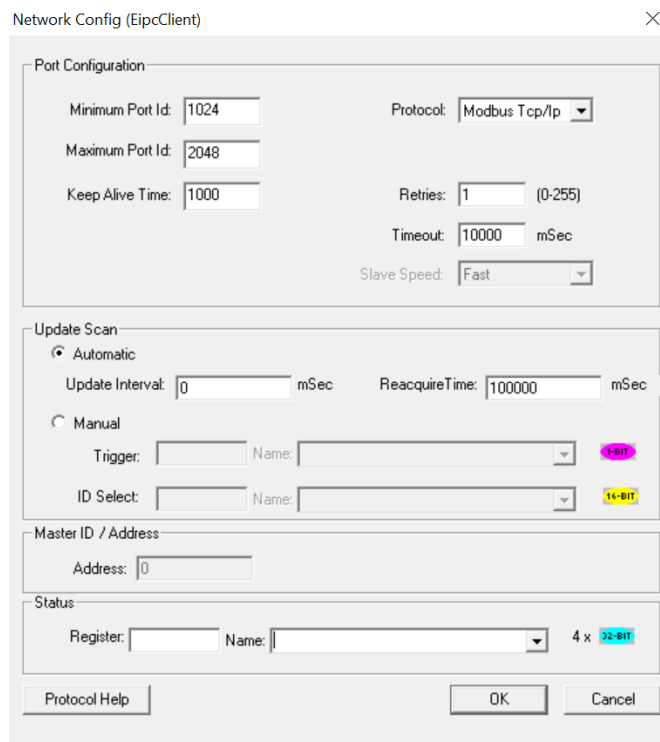 Network Config (EipcClient)
Port Configuration
Minimum Port Id: 1024 Protocol: Modbus Tcp/Ip
Maximum Port Id: 2048
Keep Alive Time: 1000 Retries: 1 (0-255)
Timeout: 10000 mSec
Slave Speed: Fast
Update Scan
Automatic
Update Interval: 0 mSec ReacquireTime: 100000 mSec
Manual
Trigger: Name: 1-BIT
ID Select: Name: 16-BIT
Master ID / Address
Address: 0
Status
Register: Name: 4 x 32-BIT
Protocol Help OK Cancel